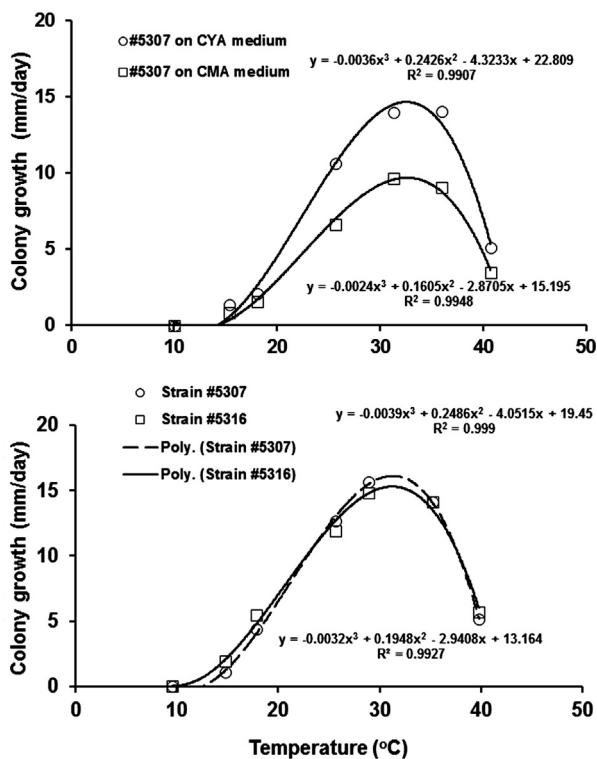 #5307 on CYA medium
#5307 on CMA medium
y = -0.0036x³ + 0.2426x² - 4.3233x + 22.809
R² = 0.9907
Colony growth (mm/day)
20
15
10
5
0
y = -0.0024x³ + 0.1605x² - 2.8705x + 15.195
R² = 0.9948
0 10 20 30 40 50
Strain #5307
Strain #5316
Poly. (Strain #5307)
Poly. (Strain #5316)
y = -0.0039x³ + 0.2486x² - 4.0515x + 19.45
R² = 0.999
Colony growth (mm/day)
20
15
10
5
0
y = -0.0032x³ + 0.1948x² - 2.9408x + 13.164
R² = 0.9927
0 10 20 30 40 50
Temperature (°C)